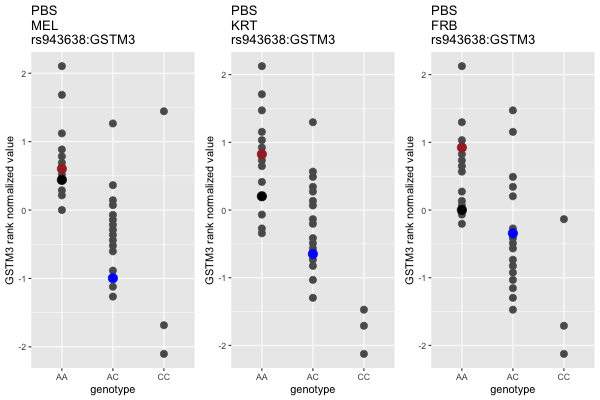 PBS
MEL
rs943638:GSTM3
GSTM3 rank normalized value
2
1
0
-1
-2
AA AC CC
genotype
PBS
KRT
rs943638:GSTM3
GSTM3 rank normalized value
2
1
0
-1
-2
AA AC CC
genotype
PBS
FRB
rs943638:GSTM3
GSTM3 rank normalized value
2
1
0
-1
-2
AA AC CC
genotype